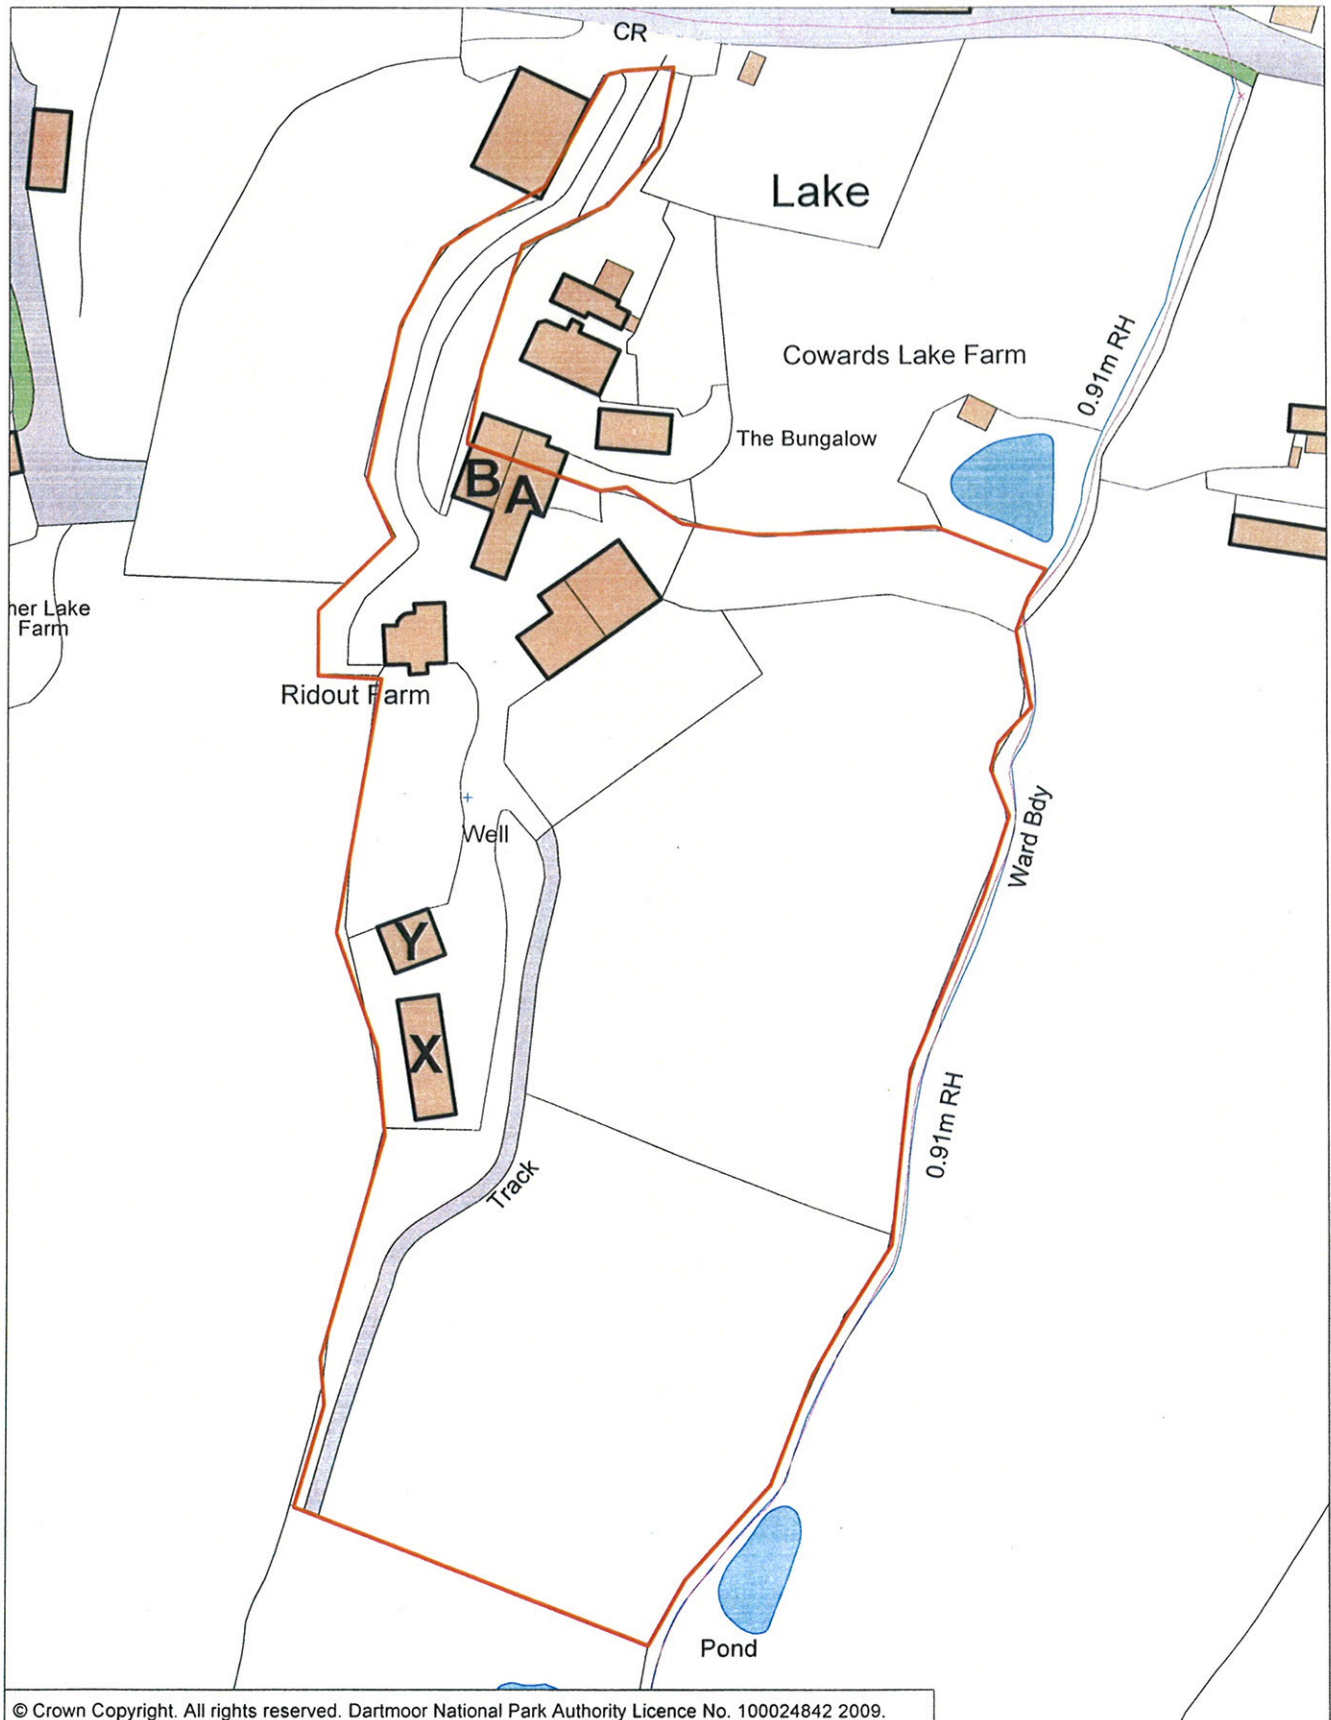 CR
Lake
0.91m RH
Cowards Lake Farm
The Bungalow
B
A
her Lake
Farm
Ridout Farm
Well
Ward Bdy
Y
X
0.91m RH
Track
Pond
© Crown Copyright. All rights reserved. Dartmoor National Park Authority Licence No. 100024842 2009.